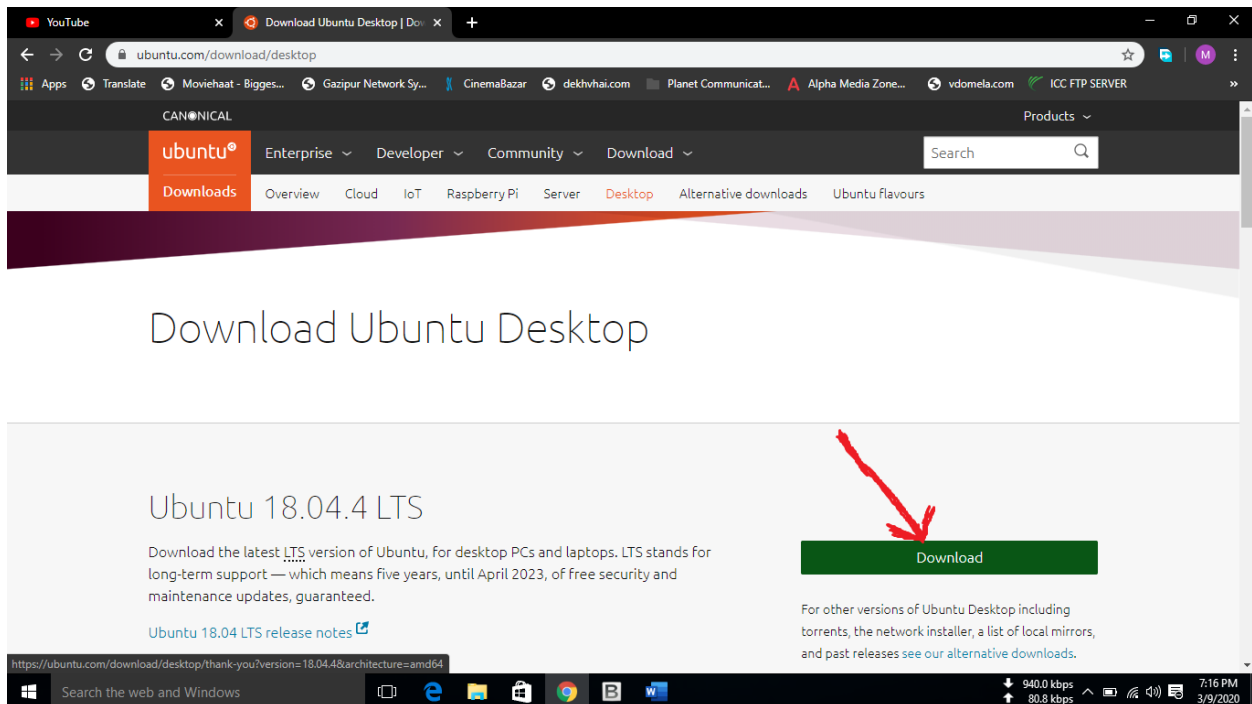 YouTube
Download Ubuntu Desktop | Dow
ubuntu.com/download/desktop
M
Apps Translate Moviehaat - Bigges... Gazipur Network Sy... CinemaBazar dekhvhai.com Planet Communicat... Alpha Media Zone... vdomela.com ICC FTP SERVER »
CANONICAL Products
ubuntu Enterprise Developer Community Download Search
Downloads Overview Cloud IoT Raspberry Pi Server Desktop Alternative downloads Ubuntu flavours
Download Ubuntu Desktop
Ubuntu 18.04.4 LTS
Download the latest LTS version of Ubuntu, for desktop PCs and laptops. LTS stands for
long-term support — which means five years, until April 2023, of free security and
maintenance updates, guaranteed.
Ubuntu 18.04 LTS release notes
Download
For other versions of Ubuntu Desktop including
torrents, the network installer, a list of local mirrors,
and past releases see our alternative downloads.
https://ubuntu.com/download/desktop/thank-you?version=18.04.4&architecture=amd64
Search the web and Windows
940.0 kbps
80.8 kbps
7:16 PM
3/9/2020